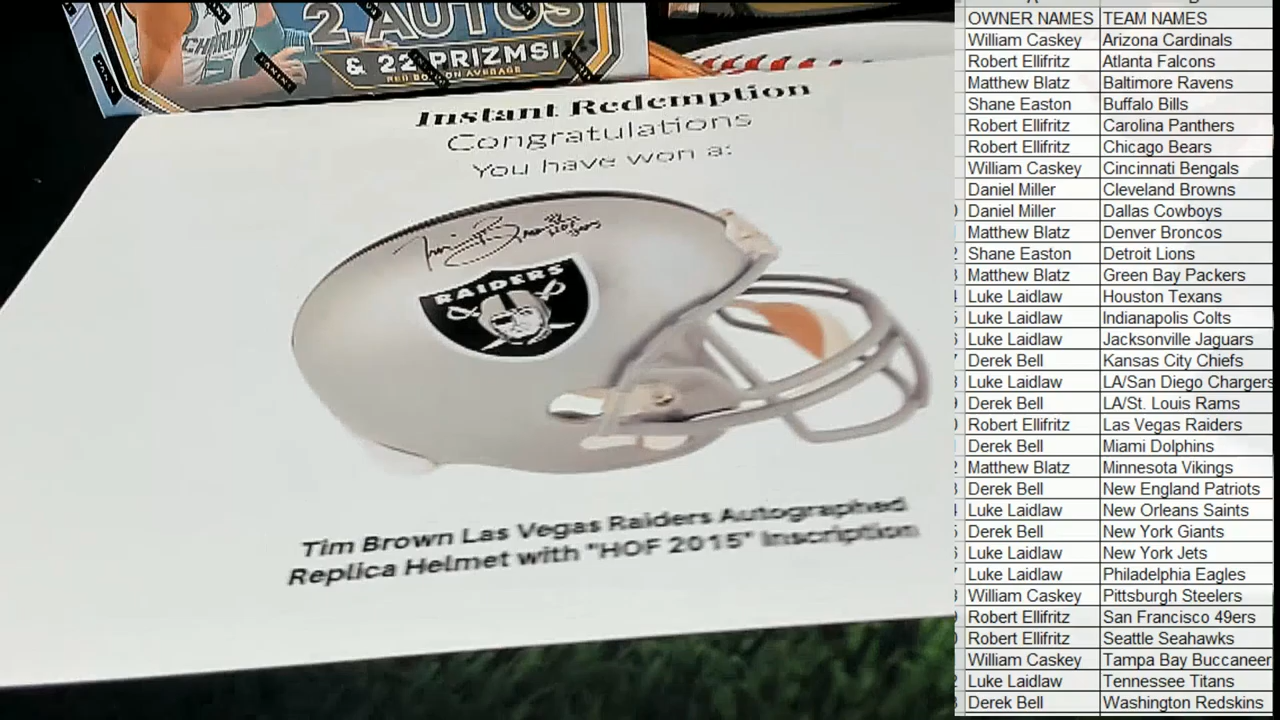 2 AUTOS
& 22 PRIZMS!
RED BOX ON AVERAGE
CHARLOT
Instant Redemption
Congratulations
You have won a:
Tim Brown
RAIDERS
Tim Brown Las Vegas Raiders Autographed
Replica Helmet with "HOF 2015" Inscription
OWNER NAMES TEAM NAMES
William Caskey Arizona Cardinals
Robert Ellifritz Atlanta Falcons
Matthew Blatz Baltimore Ravens
Shane Easton Buffalo Bills
Robert Ellifritz Carolina Panthers
Robert Ellifritz Chicago Bears
William Caskey Cincinnati Bengals
Daniel Miller Cleveland Browns
Daniel Miller Dallas Cowboys
Matthew Blatz Denver Broncos
Shane Easton Detroit Lions
Matthew Blatz Green Bay Packers
Luke Laidlaw Houston Texans
Luke Laidlaw Indianapolis Colts
Luke Laidlaw Jacksonville Jaguars
Derek Bell Kansas City Chiefs
Luke Laidlaw LA/San Diego Chargers
Derek Bell LA/St. Louis Rams
Robert Ellifritz Las Vegas Raiders
Derek Bell Miami Dolphins
Matthew Blatz Minnesota Vikings
Derek Bell New England Patriots
Luke Laidlaw New Orleans Saints
Derek Bell New York Giants
Luke Laidlaw New York Jets
Luke Laidlaw Philadelphia Eagles
William Caskey Pittsburgh Steelers
Robert Ellifritz San Francisco 49ers
Robert Ellifritz Seattle Seahawks
William Caskey Tampa Bay Buccaneer
Luke Laidlaw Tennessee Titans
Derek Bell Washington Redskins